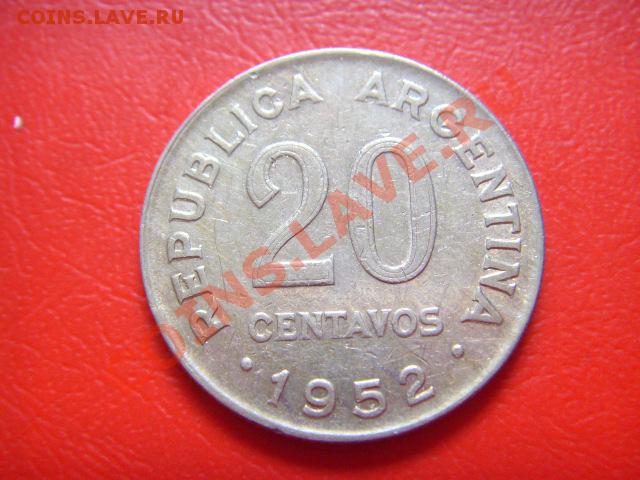 COINS.LAVE.RU
REPUBLICA ARGENTINA
20
CENTAVOS
• 1952 •
COINS.LAVE.RU